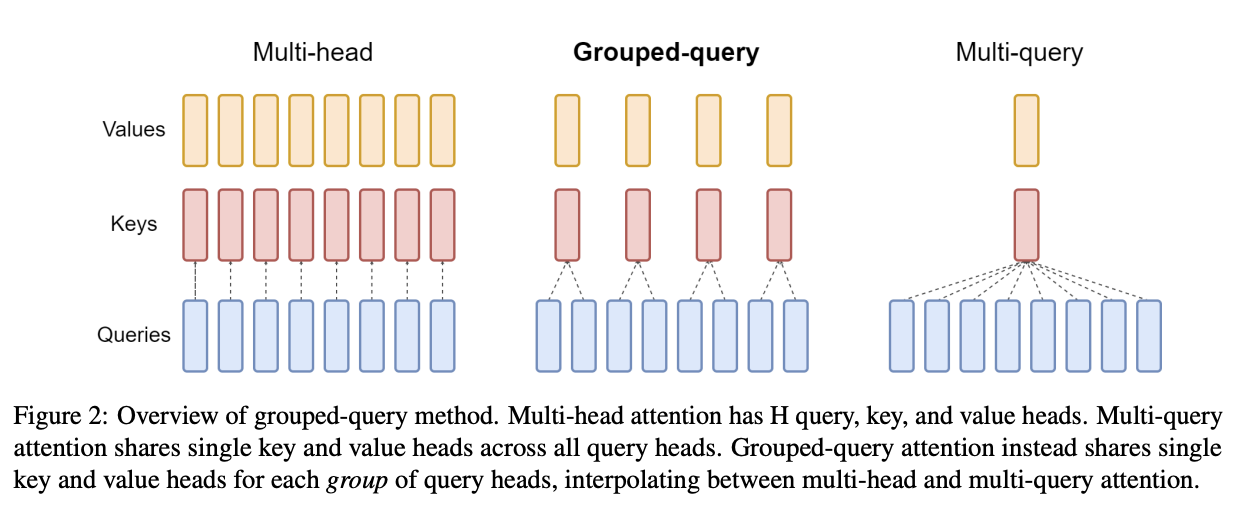 Multi-head
Grouped-query
Multi-query
Values
Keys
Queries
Figure 2: Overview of grouped-query method. Multi-head attention has H query, key, and value heads. Multi-query
attention shares single key and value heads across all query heads. Grouped-query attention instead shares single
key and value heads for each group of query heads, interpolating between multi-head and multi-query attention.